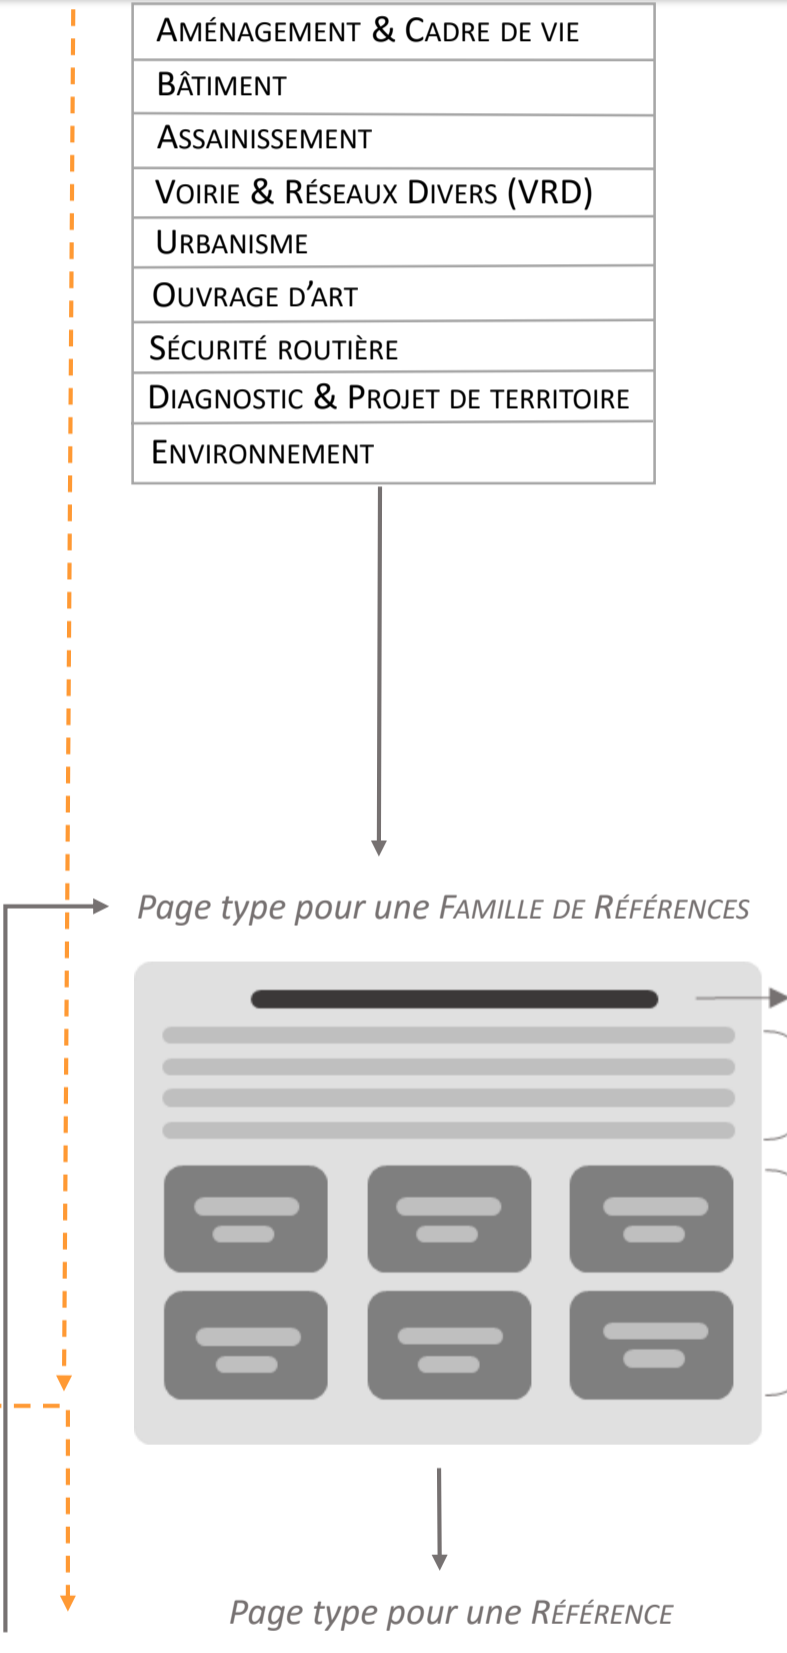 AMÉNAGEMENT & CADRE DE VIE
BÂTIMENT
ASSAINISSEMENT
VOIRIE & RÉSEAUX DIVERS (VRD)
URBANISME
OUVRAGE D'ART
SÉCURITÉ ROUTIÈRE
DIAGNOSTIC & PROJET DE TERRITOIRE
ENVIRONNEMENT
Page type pour une FAMILLE DE RÉFÉRENCES
Page type pour une RÉFÉRENCE